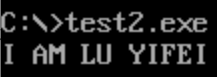 C:\>test2.exe
I AM LU YIFEI